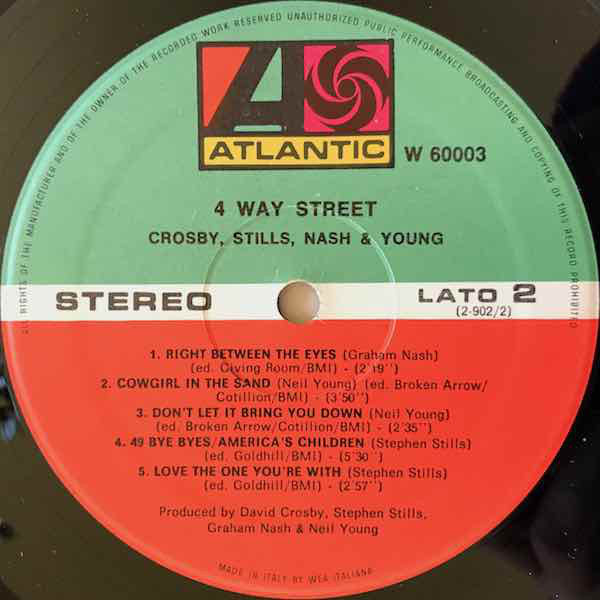 ALL RIGHTS OF THE MANUFACTURER AND OF THE OWNER OF THE RECORDED WORK RESERVED UNAUTHORIZED PUBLIC PERFORMANCE BROADCASTING AND COPYING OF THIS RECORD PROHIBITED
ATLANTIC
W 60003
4 WAY STREET
CROSBY, STILLS, NASH & YOUNG
STEREO
LATO 2
(2-902/2)
1. RIGHT BETWEEN THE EYES (Graham Nash)
(ed. Giving Room/BMI) - (2'19'')
2. COWGIRL IN THE SAND (Neil Young) (ed. Broken Arrow/
Cotillion/BMI) - (3'50'')
3. DON'T LET IT BRING YOU DOWN (Neil Young)
(ed. Broken Arrow/Cotillion/BMI) - (2'35'')
4. 49 BYE BYES/AMERICA'S CHILDREN (Stephen Stills)
(ed. Goldhill/BMI) - (5'30'')
5. LOVE THE ONE YOU'RE WITH (Stephen Stills)
(ed. Goldhill/BMI) - (2'57'')
Produced by David Crosby, Stephen Stills,
Graham Nash & Neil Young
MADE IN ITALY BY WEA ITALIANA